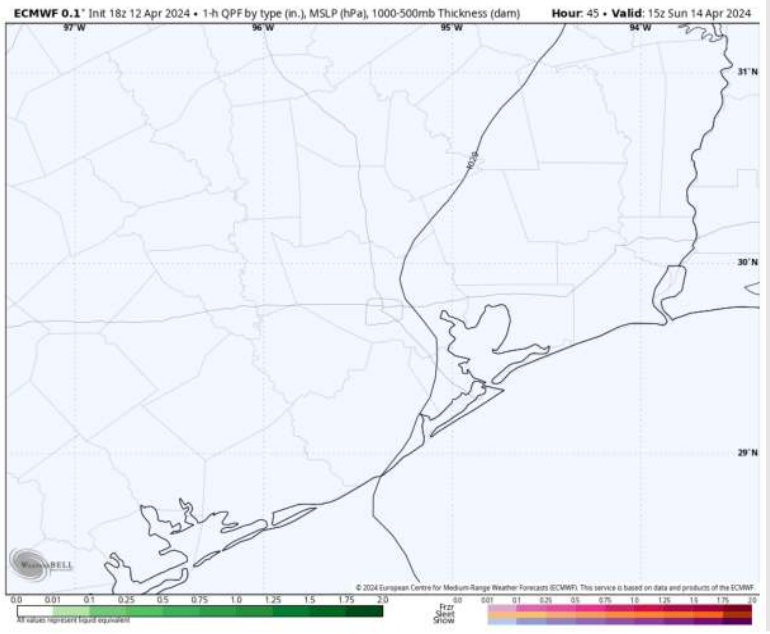 ECMWF 0.1° Init 18z 12 Apr 2024 • 1-h QPF by type (in.), MSLP (hPa), 1000-500mb Thickness (dam) Hour: 45 • Valid: 15z Sun 14 Apr 2024
97°W 96°W 95°W 94°W
31°N
1020
30°N
29°N
WEATHERBELL
© 2024 European Centre for Medium-Range Weather Forecasts (ECMWF). This service is based on data and products of the ECMWF
0.0 0.01 0.1 0.25 0.5 0.75 1.0 1.25 1.5 1.75 2.0
0.0 0.01 0.1 0.25 0.5 0.75 1.0 1.25 1.5 1.75 2.0
All values represent liquid equivalent
Frzr
Sleet
Snow